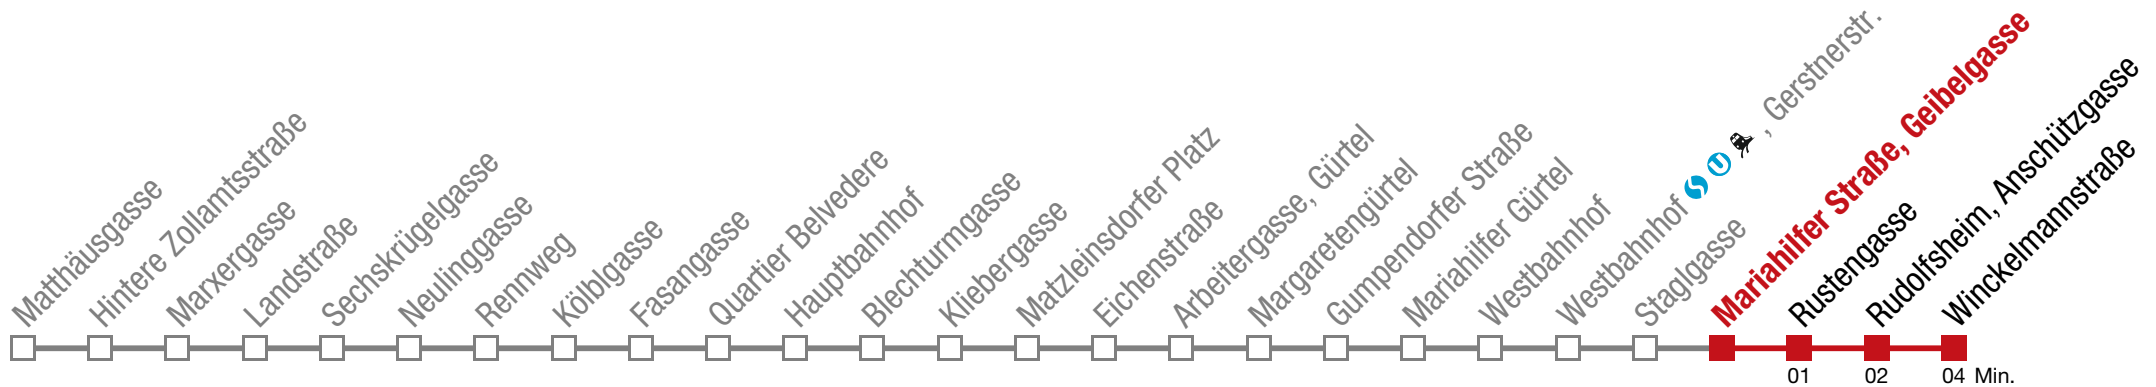 Matthäusgasse
Hintere Zollamtsstraße
Marxergasse
Landstraße
Sechskrügelgasse
Neulinggasse
Rennweg
Kölblgasse
Fasangasse
Quartier Belvedere
Hauptbahnhof
Blechturmgasse
Kliebergasse
Matzleinsdorfer Platz
Eichenstraße
Arbeitergasse, Gürtel
Margaretengürtel
Gumpendorfer Straße
Mariahilfer Gürtel
Westbahnhof
Westbahnhof S U , Gerstnerstr.
Staglgasse
Mariahilfer Straße, Geibelgasse
Rustengasse
Rudolfsheim, Anschützgasse
Winckelmannstraße
01 02 04 Min.